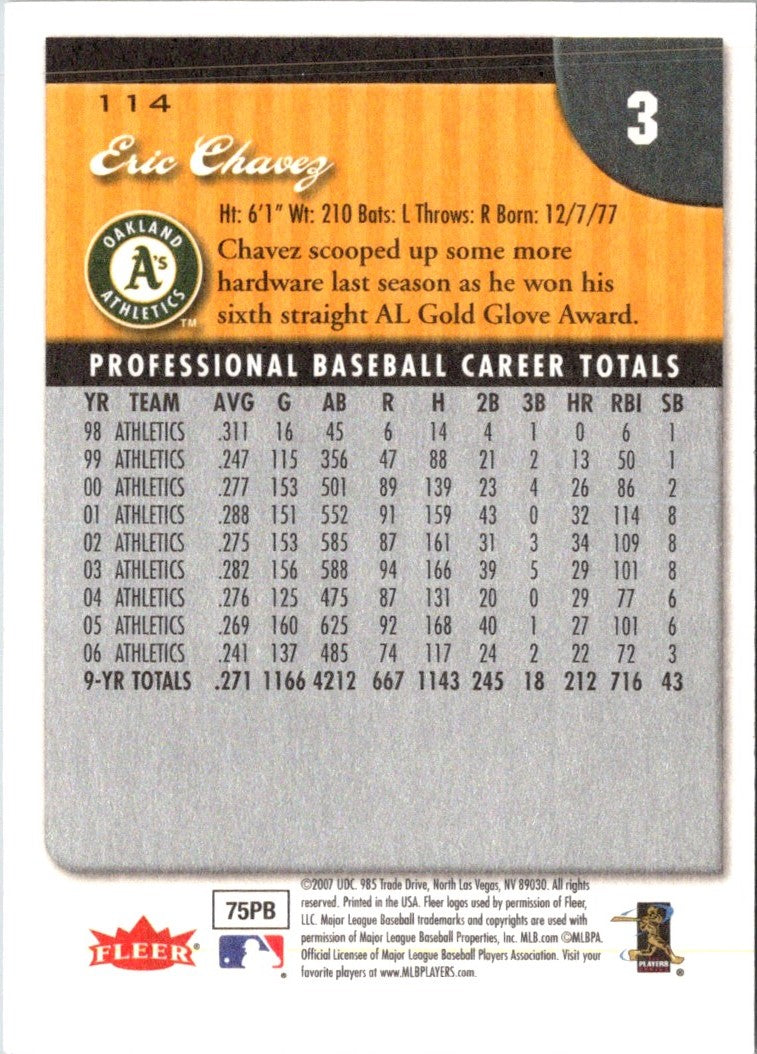 114
3
Eric Chavez
Ht: 6'1" Wt: 210 Bats: L Throws: R Born: 12/7/77
OAKLAND
A's
ATHLETICS
TM
Chavez scooped up some more
hardware last season as he won his
sixth straight AL Gold Glove Award.
PROFESSIONAL BASEBALL CAREER TOTALS
YR TEAM AVG G AB R H 2B 3B HR RBI SB
98 ATHLETICS .311 16 45 6 14 4 1 0 6 1
99 ATHLETICS .247 115 356 47 88 21 2 13 50 1
00 ATHLETICS .277 153 501 89 139 23 4 26 86 2
01 ATHLETICS .288 151 552 91 159 43 0 32 114 8
02 ATHLETICS .275 153 585 87 161 31 3 34 109 8
03 ATHLETICS .282 156 588 94 166 39 5 29 101 8
04 ATHLETICS .276 125 475 87 131 20 0 29 77 6
05 ATHLETICS .269 160 625 92 168 40 1 27 101 6
06 ATHLETICS .241 137 485 74 117 24 2 22 72 3
9-YR TOTALS .271 1166 4212 667 1143 245 18 212 716 43
FLEER®
75PB
®
©2007 UDC. 985 Trade Drive, North Las Vegas, NV 89030. All rights
reserved. Printed in the USA. Fleer logos used by permission of Fleer,
LLC. Major League Baseball trademarks and copyrights are used with
permission of Major League Baseball Properties, Inc. MLB.com ©MLBPA.
Official Licensee of Major League Baseball Players Association. Visit your
favorite players at www.MLBPLAYERS.com.
PLAYERS
CHOICE
®